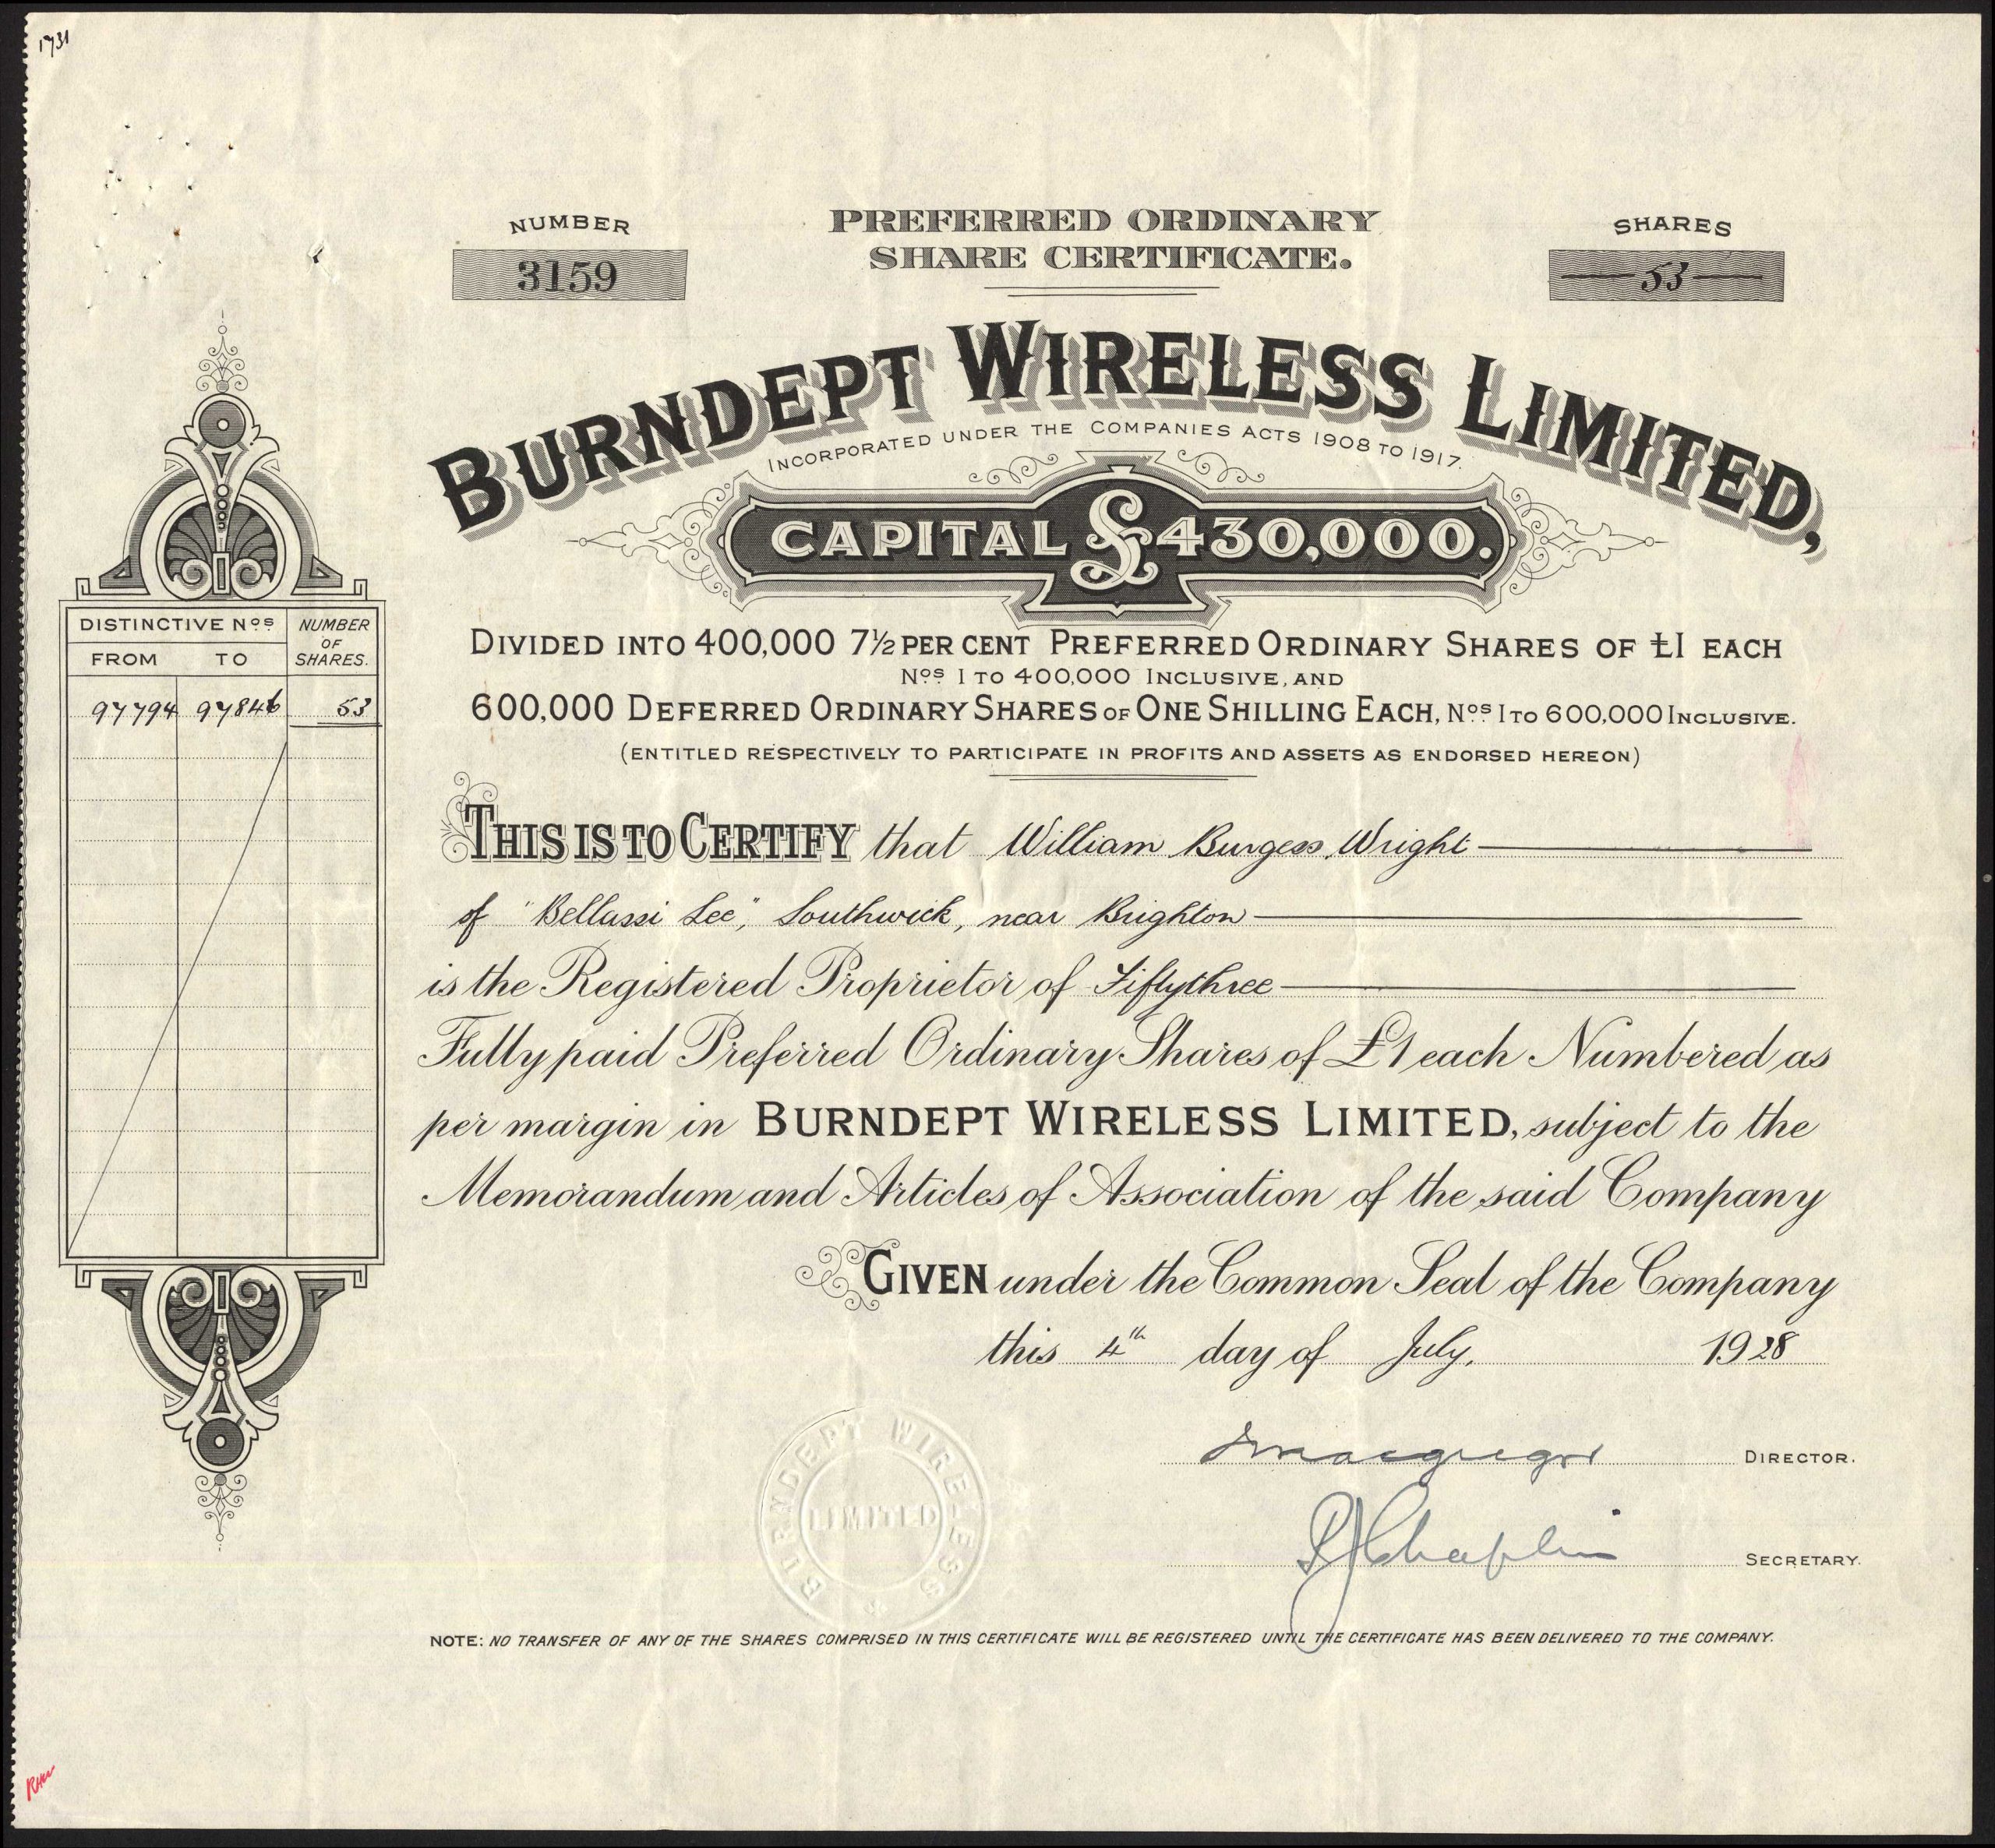 1731
NUMBER
3159
PREFERRED ORDINARY
SHARE CERTIFICATE.
SHARES
53
BURNDEPT WIRELESS LIMITED,
INCORPORATED UNDER THE COMPANIES ACTS 1908 TO 1917.
CAPITAL £430,000.
DIVIDED INTO 400,000 7½ PER CENT PREFERRED ORDINARY SHARES OF £1 EACH
Nos 1 TO 400,000 INCLUSIVE, AND
600,000 DEFERRED ORDINARY SHARES OF ONE SHILLING EACH, Nos 1 TO 600,000 INCLUSIVE.
(ENTITLED RESPECTIVELY TO PARTICIPATE IN PROFITS AND ASSETS AS ENDORSED HEREON)
DISTINCTIVE Nos
NUMBER OF SHARES.
FROM TO
97794 97846 53
THIS IS TO CERTIFY that William Burgess Wright
of "Bellassi Lee", Southwick, near Brighton
is the Registered Proprietor of Fiftythree
Fully paid Preferred Ordinary Shares of £1 each Numbered as
per margin in BURNDEPT WIRELESS LIMITED, subject to the
Memorandum and Articles of Association of the said Company
GIVEN under the Common Seal of the Company
this 4th day of July, 1928
Macgregor DIRECTOR.
Chaplin SECRETARY.
BURNDEPT WIRELESS
LIMITED
NOTE: NO TRANSFER OF ANY OF THE SHARES COMPRISED IN THIS CERTIFICATE WILL BE REGISTERED UNTIL THE CERTIFICATE HAS BEEN DELIVERED TO THE COMPANY.